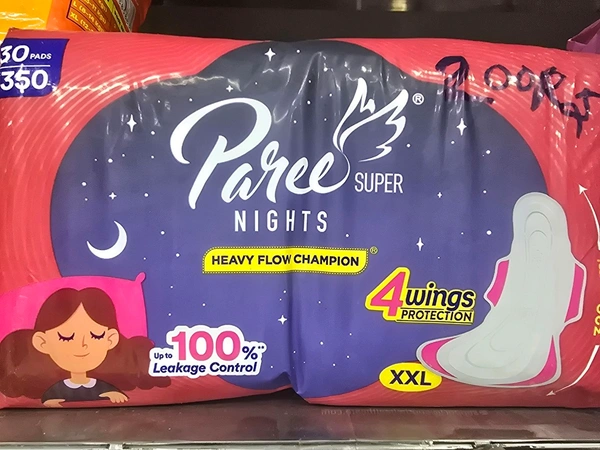 30 PADS
350
Paree®
SUPER
NIGHTS
HEAVY FLOW CHAMPION®
4 wings
PROTECTION
Up to 100%**
Leakage Control
XXL